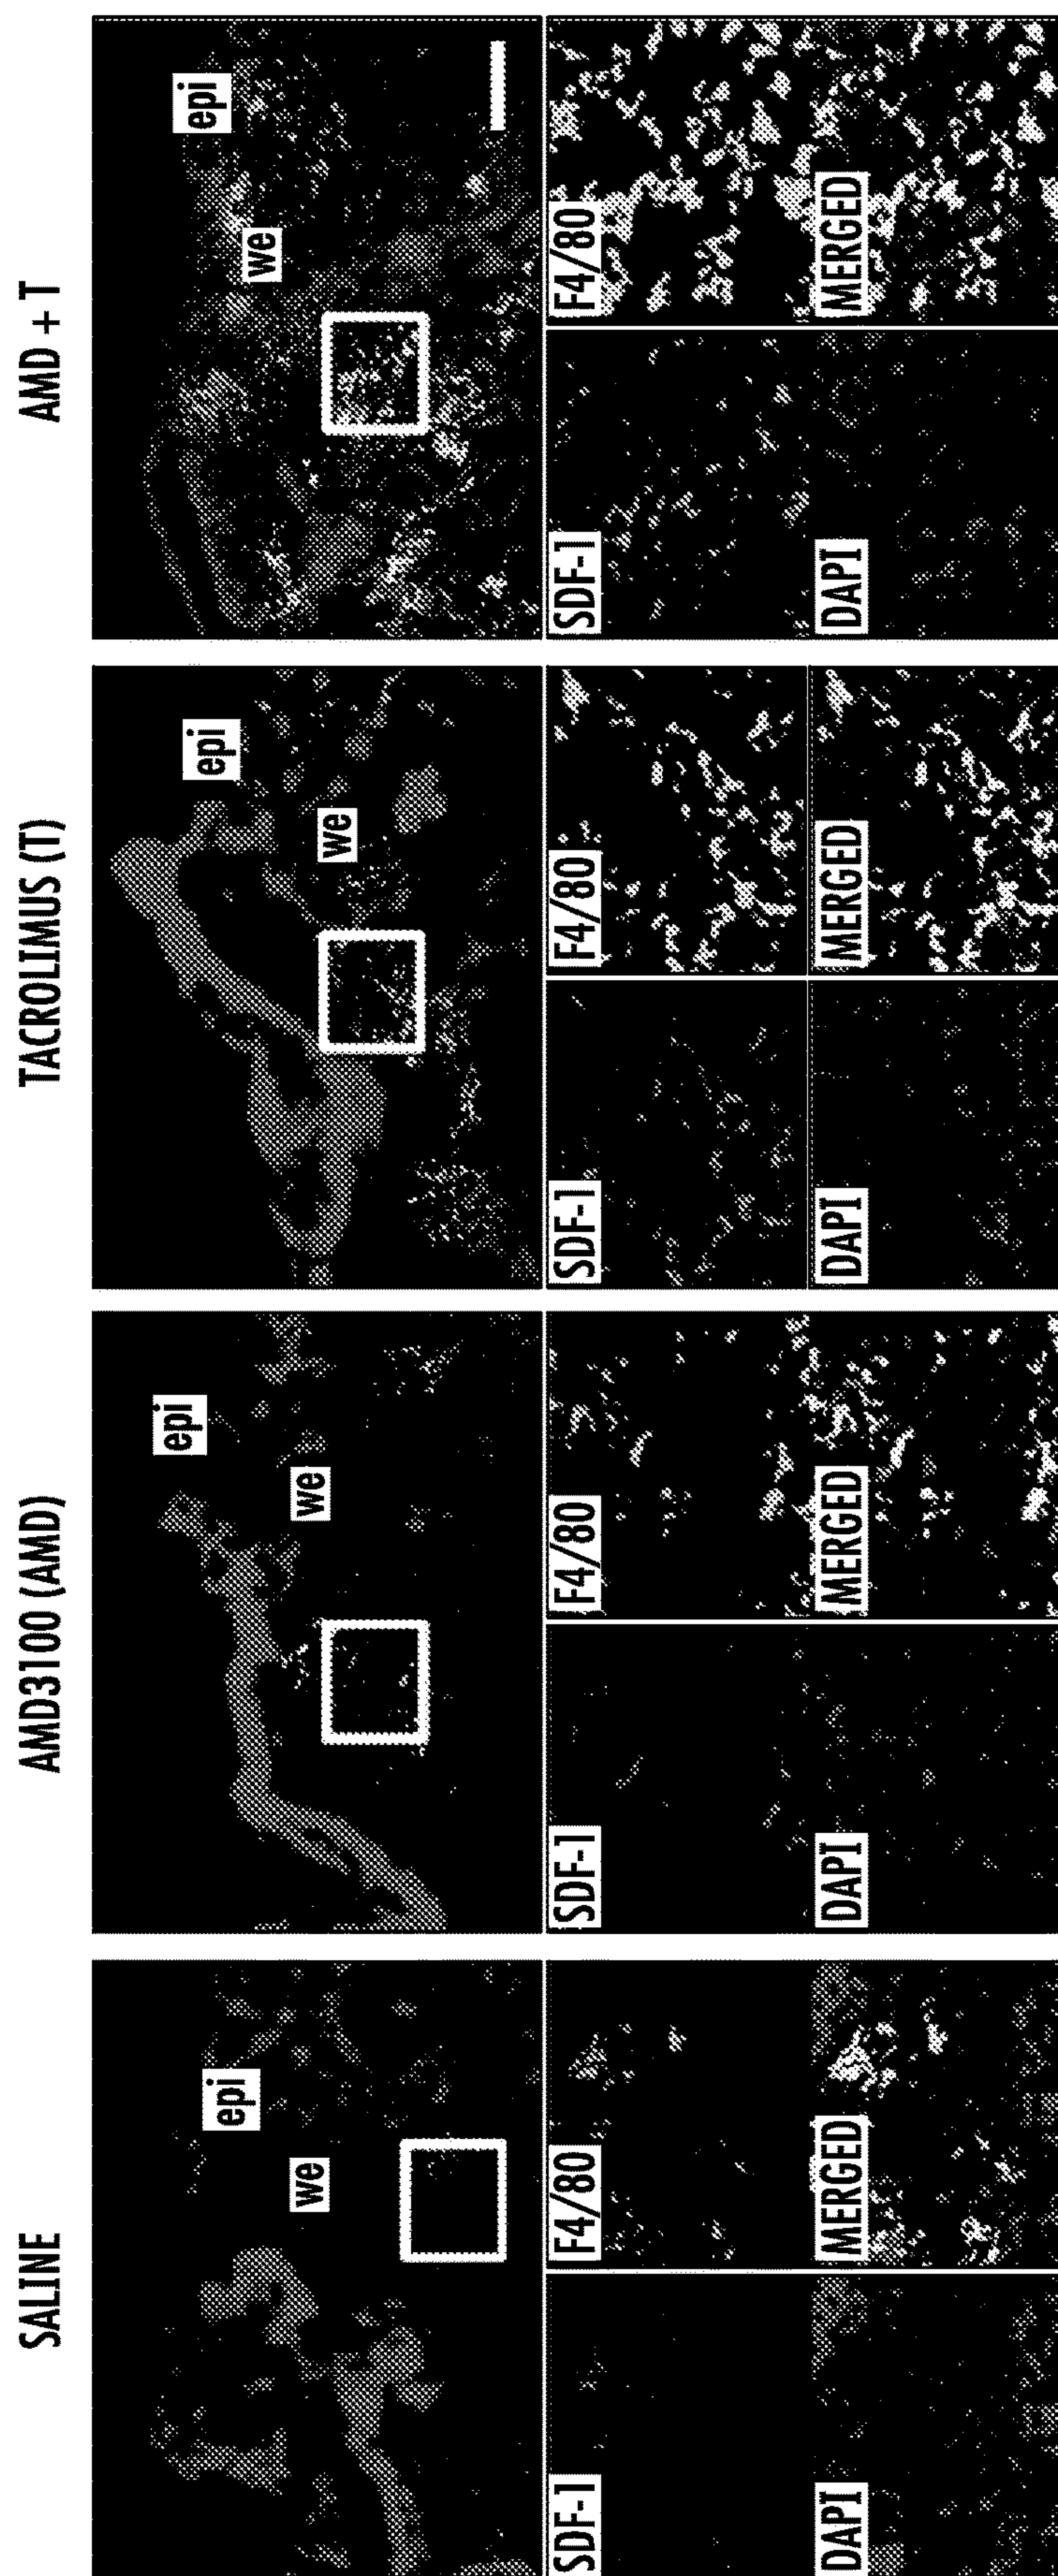 SALINE
AMD3100 (AMD)
TACROLIMUS (T)
AMD + T
epi
we
epi
we
epi
we
epi
we
SDF-1
F4/80
SDF-1
F4/80
SDF-1
F4/80
SDF-1
F4/80
DAPI
MERGED
DAPI
MERGED
DAPI
MERGED
DAPI
MERGED